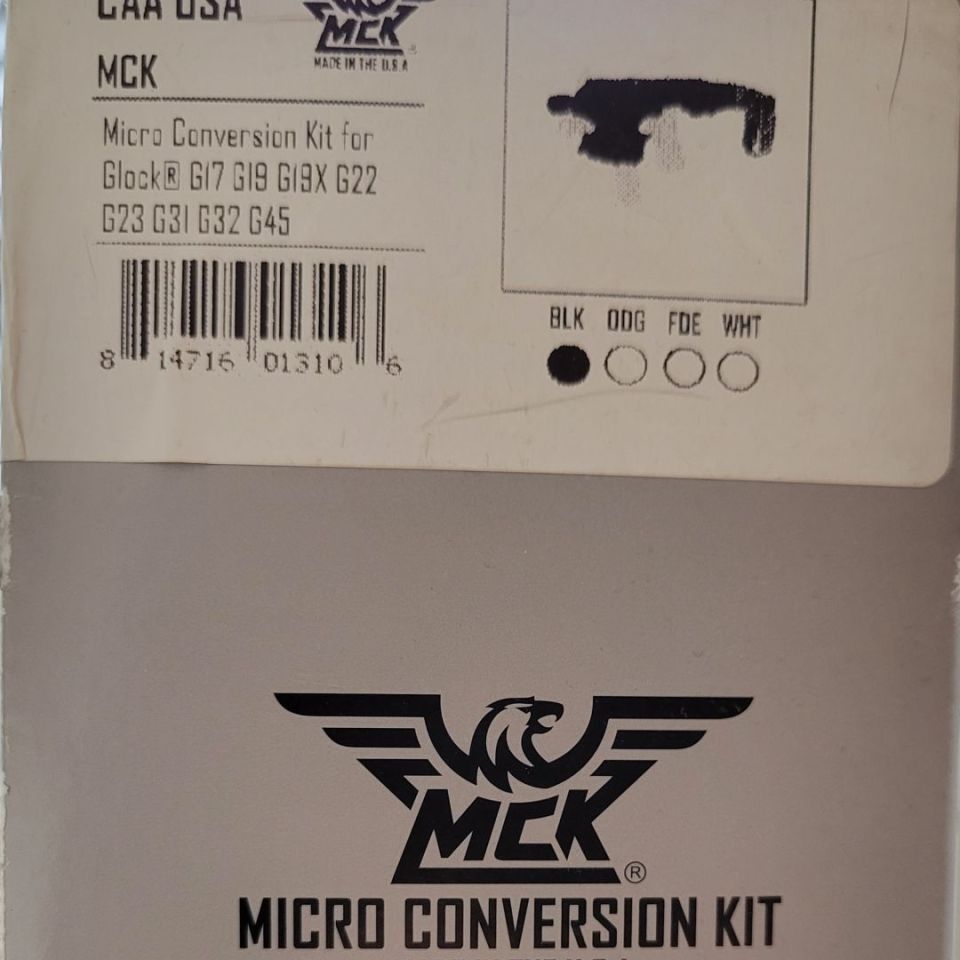 CAA USA
MCK®
MADE IN THE U.S.A
MCK
Micro Conversion Kit for
Glock® G17 G19 G19X G22
G23 G31 G32 G45
8 14716 01310 6
BLK ODG FDE WHT
MCK®
MICRO CONVERSION KIT